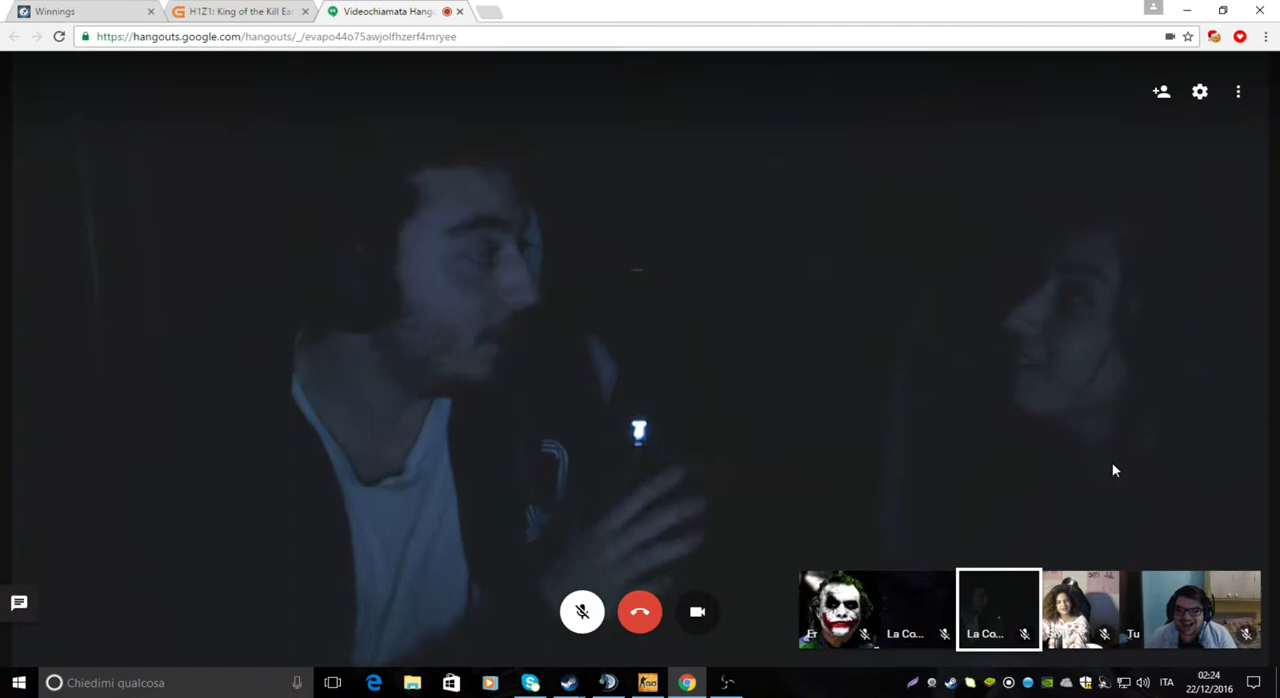 Winnings
H1Z1: King of the Kill Ea
Videochiamata Hang
https://hangouts.google.com/hangouts/_/evapo44o75awjolfhzerf4mryee
Er
La Co...
La Co...
Tu
Chiedimi qualcosa
ITA
02:24
22/12/2016